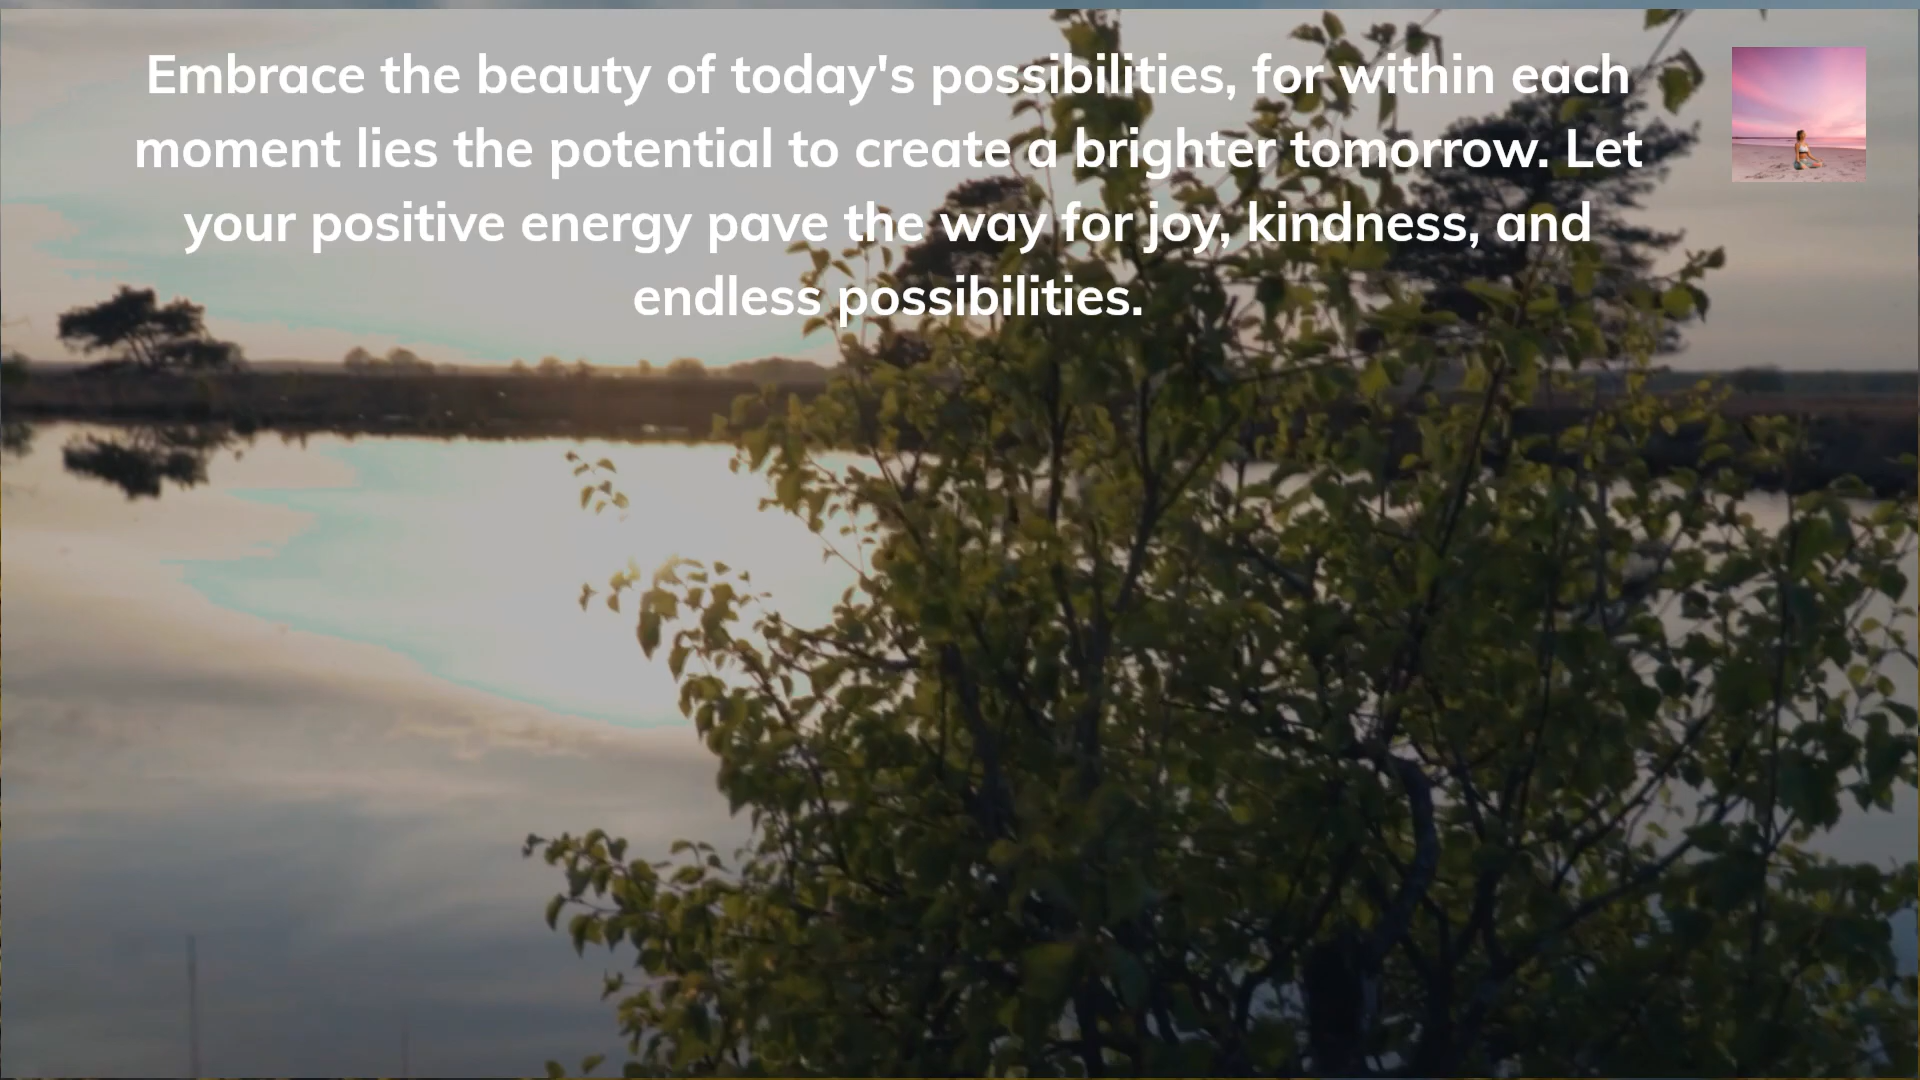 Embrace the beauty of today's possibilities, for within each
moment lies the potential to create a brighter tomorrow. Let
your positive energy pave the way for joy, kindness, and
endless possibilities.